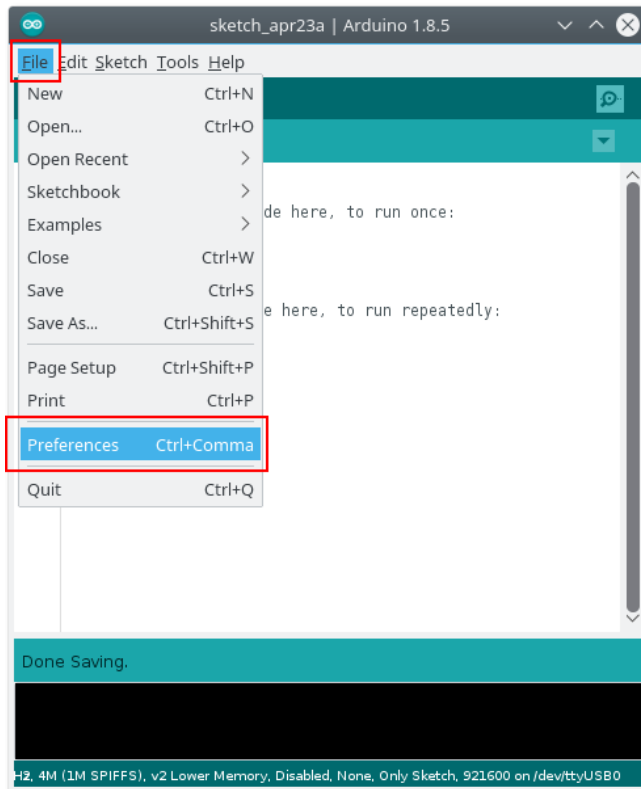 sketch_apr23a | Arduino 1.8.5
File Edit Sketch Tools Help
New Ctrl+N
Open... Ctrl+O
Open Recent
Sketchbook
de here, to run once:
Examples
Close Ctrl+W
Save Ctrl+S
e here, to run repeatedly:
Save As... Ctrl+Shift+S
Page Setup Ctrl+Shift+P
Print Ctrl+P
Preferences Ctrl+Comma
Quit Ctrl+Q
Done Saving.
4M (1M SPIFFS), v2 Lower Memory, Disabled, None, Only Sketch, 921600 on /dev/ttyUSB0